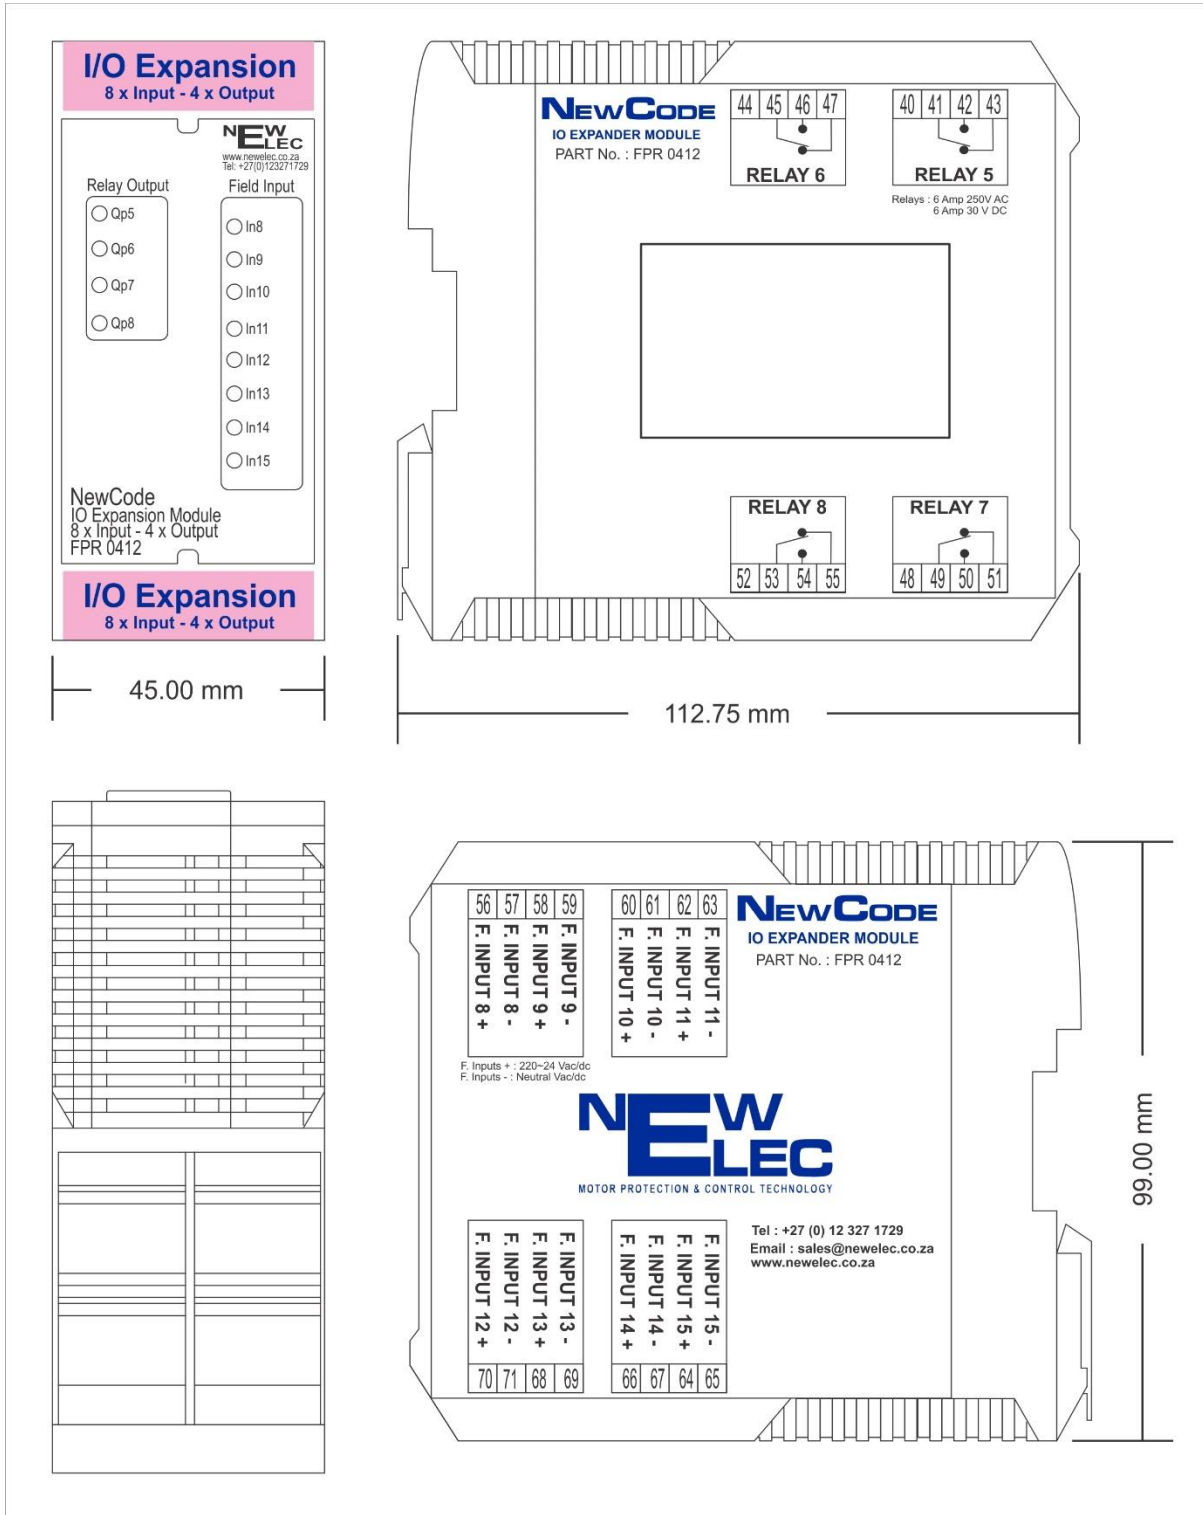 I/O Expansion
8 x Input - 4 x Output
NEW ELEC
www.newelec.co.za
Tel: +27(0)123271729
Relay Output
Field Input
Qp5
Qp6
Qp7
Qp8
In8
In9
In10
In11
In12
In13
In14
In15
NewCode
IO Expansion Module
8 x Input - 4 x Output
FPR 0412
I/O Expansion
8 x Input - 4 x Output
45.00 mm
NEWCODE
IO EXPANDER MODULE
PART No. : FPR 0412
44 45 46 47
RELAY 6
40 41 42 43
RELAY 5
Relays : 6 Amp 250V AC
6 Amp 30 V DC
RELAY 8
52 53 54 55
RELAY 7
48 49 50 51
112.75 mm
56 57 58 59
F. INPUT 8 +
F. INPUT 8 -
F. INPUT 9 +
F. INPUT 9 -
60 61 62 63
F. INPUT 10 +
F. INPUT 10 -
F. INPUT 11 +
F. INPUT 11 -
NEWCODE
IO EXPANDER MODULE
PART No. : FPR 0412
F. Inputs + : 220~24 Vac/dc
F. Inputs - : Neutral Vac/dc
NEW ELEC
MOTOR PROTECTION & CONTROL TECHNOLOGY
Tel : +27 (0) 12 327 1729
Email : sales@newelec.co.za
www.newelec.co.za
F. INPUT 12 +
F. INPUT 12 -
F. INPUT 13 +
F. INPUT 13 -
70 71 68 69
F. INPUT 14 +
F. INPUT 14 -
F. INPUT 15 +
F. INPUT 15 -
66 67 64 65
99.00 mm